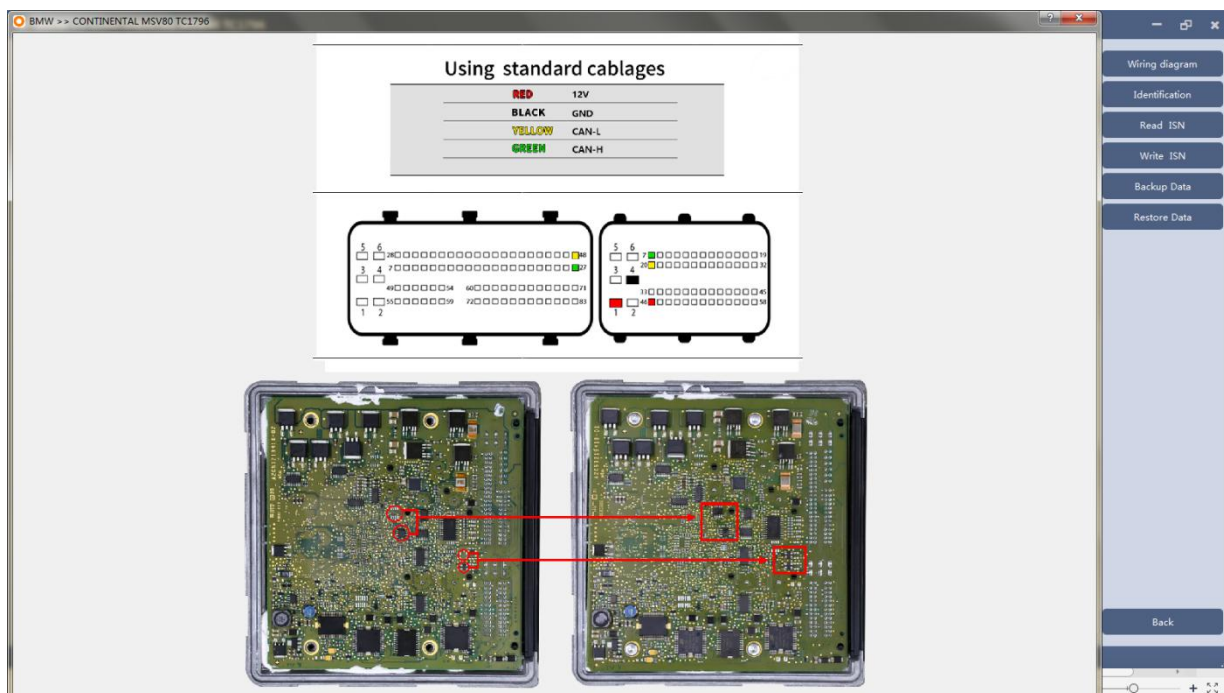 BMW >> CONTINENTAL MSV80 TC1796
Wiring diagram
Identification
Read ISN
Write ISN
Backup Data
Restore Data
Back
Using standard cablages
RED 12V
BLACK GND
YELLOW CAN-L
GREEN CAN-H
5 6 28 48
7 27
3 4
49 54 60 71
55 59 72 83
1 2
5 6 7 19
20 32
3 4
33 45
46 58
1 2